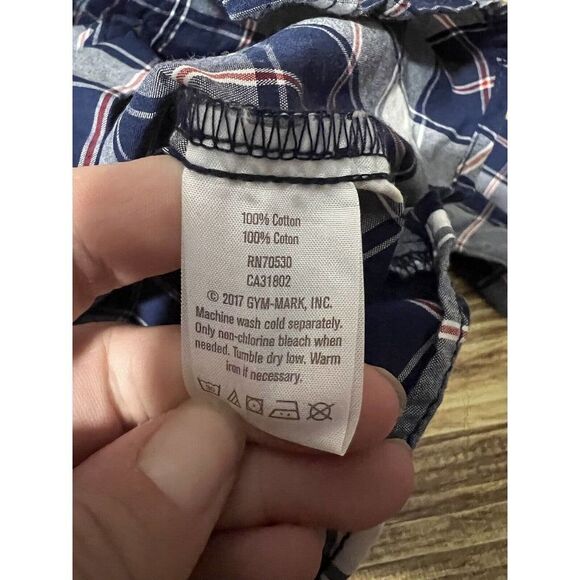 100% Cotton
100% Coton
RN70530
CA31802
© 2017 GYM-MARK, INC.
Machine wash cold separately.
Only non-chlorine bleach when
needed. Tumble dry low. Warm
iron if necessary.